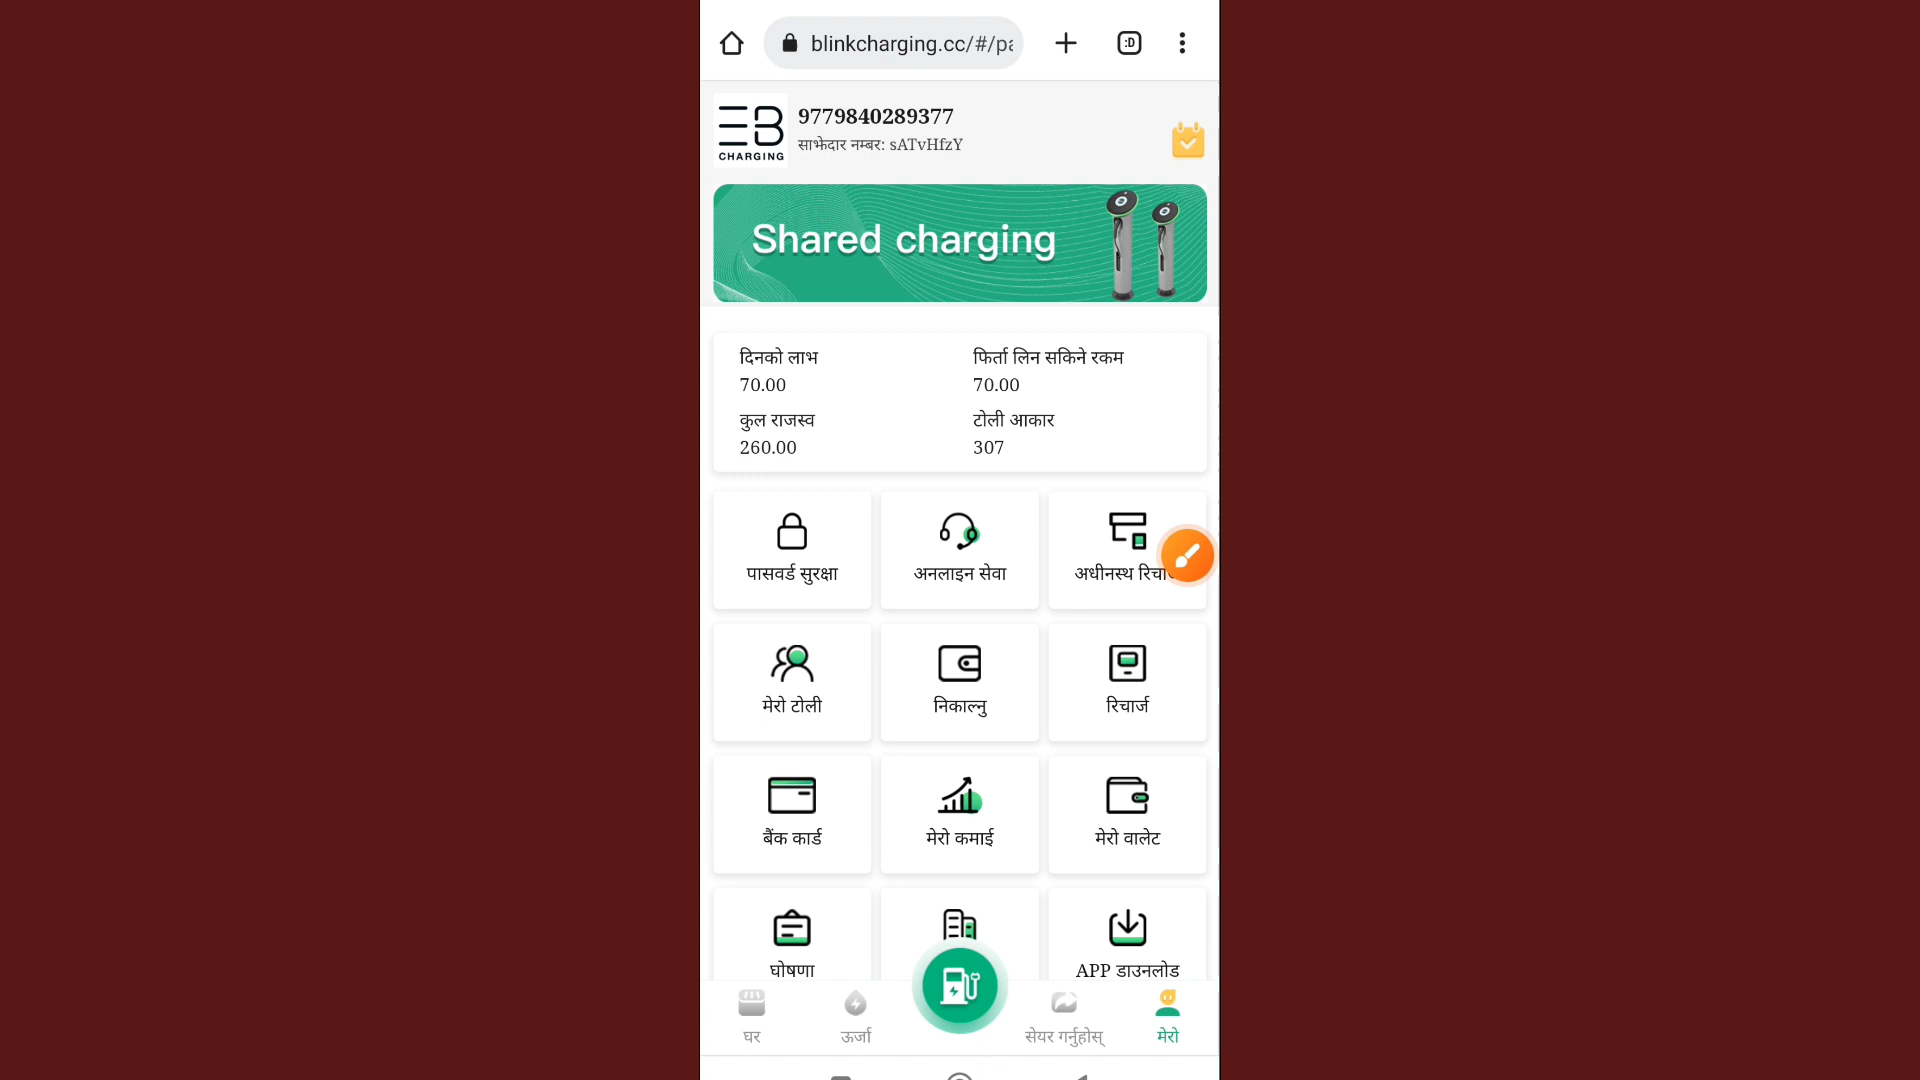 blinkcharging.cc/#/pa
:D
EB
CHARGING
9779840289377
साझेदार नम्बर: sATvHfzY
Shared charging
दिनको लाभ
70.00
फिर्ता लिन सकिने रकम
70.00
कुल राजस्व
260.00
टोली आकार
307
पासवर्ड सुरक्षा
अनलाइन सेवा
अधीनस्थ
मेरो टोली
निकाल्नु
रिचार्ज
बैंक कार्ड
मेरो कमाई
मेरो वालेट
घोषणा
APP डाउनलोड
घर
ऊर्जा
सेयर गर्नुहोस्
मेरो